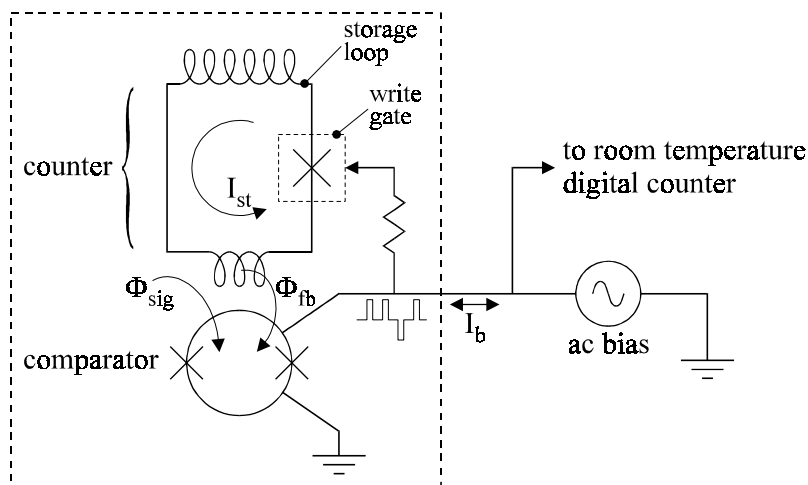 storage
loop
write
gate
counter
I_st
to room temperature
digital counter
Φ_sig
Φ_fb
I_b
ac bias
comparator